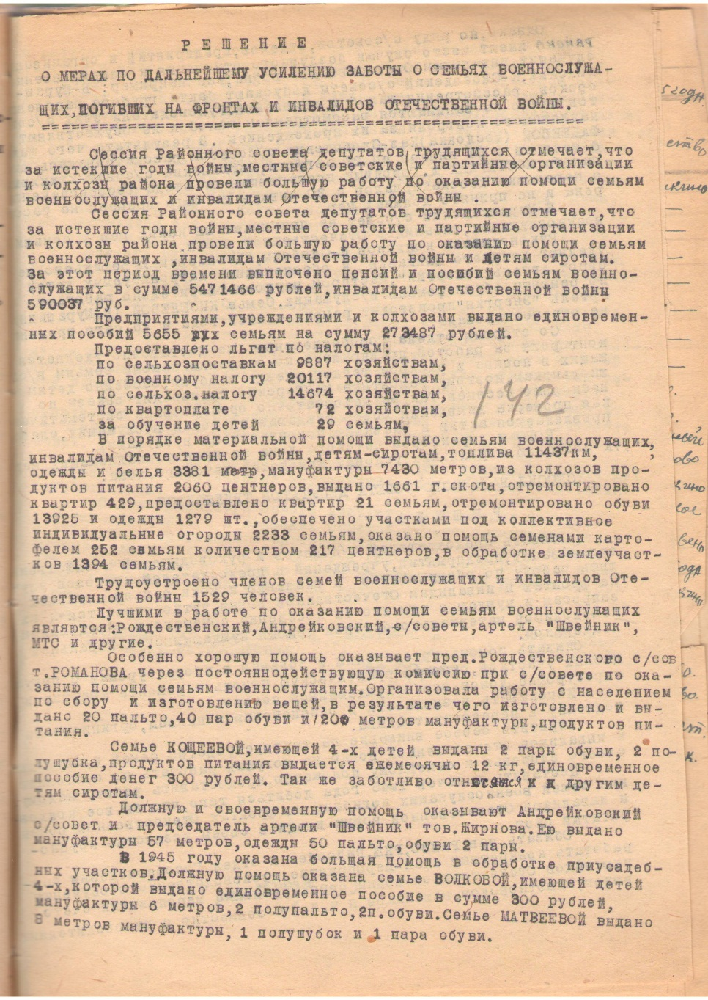 Р Е Ш Е Н И Е
О МЕРАХ ПО ДАЛЬНЕЙШЕМУ УСИЛЕНИЮ ЗАБОТЫ О СЕМЬЯХ ВОЕННОСЛУЖА-
ЩИХ,ПОГИБШИХ НА ФРОНТАХ И ИНВАЛИДОВ ОТЕЧЕСТВЕННОЙ ВОЙНЫ.
Сессия Районного совета депутатов трудящихся отмечает,что
за истекшие годы войны,местные советские и партийные организации
и колхозы района провели большую работу по оказанию помощи семьям
военнослужащих и инвалидам Отечественной войны .
Сессия Районного совета депутатов трудящихся отмечает,что
за истекшие годы войны,местные советские и партийные организации
и колхозы района провели большую работу по оказанию помощи семьям
военнослужащих ,инвалидам Отечественной войны и детям сиротам.
За этот период времени выплочено пенсий и посибий семьям военно-
служащих в сумме 5471466 рублей,инвалидам Отечественной войны
590037 руб.
Предприятиями,учреждениями и колхозами выдано единовремен-
ных пособий 5655 рух семьям на сумму 273487 рублей.
Предоставлено льгот по налогам:
по сельхозпоставкам 9887 хозяйствам,
по военному налогу 20117 хозяйствам,
по сельхоз.налогу 14674 хозяйствам,
142
по квартоплате 72 хозяйствам,
за обучение детей 29 семьям,
В порядке материальной помощи выдано семьям военнослужащих,
инвалидам Отечественной войны,детям-сиротам,топлива 11437км,
одежды и белья 3381 метр,мануфактуры 7430 метров,из колхозов про-
дуктов питания 2060 центнеров,выдано 1661 г.скота,отремонтировано
квартир 429,предоставлено квартир 21 семьям,отремонтировано обуви
13925 и одежды 1279 шт.,обеспечено участками под коллективное
индивидуальные огороды 2233 семьям,оказано помощь семенами карто-
фелем 252 семьям количеством 217 центнеров,в обработке землеучаст-
ков 1394 семьям.
Трудоустроено членов семей военнослужащих и инвалидов Оте-
чественной войны 1529 человек.
Лучшими в работе по оказанию помощи семьям военнослужащих
являются:Рождественский,Андрейковский,с/советы,артель "Швейник",
МТС и другие.
Особенно хорошую помощь оказывает пред.Рождественского с/сов
т.РОМАНОВА через постояннодействующую комиссию при с/совете по ока-
занию помощи семьям военнослужащим.Организовала работу с населением
по сбору и изготовлению вещей,в результате чего изготовлено и вы-
дано 20 пальто,40 пар обуви и/200 метров мануфактуры,продуктов пи-
тания.
Семье КОЩЕЕВОЙ,имеющей 4-х детей выданы 2 пары обуви, 2 по-
лушубка,продуктов питания выдается ежемесячно 12 кг,единовременное
пособие денег 300 рублей. Так же заботливо и к другим де-
тям сиротам.
Должную и своевременную помощь оказывают Андрейковский
с/совет и председатель артели "Швейник" тов.Жирнова.Ею выдано
мануфактуры 57 метров,одежды 50 пальто,обуви 2 пары.
В 1945 году оказана болщая помощь в обработке приусадеб-
ных участков.Должную помощь оказана семье ВОЛКОВОЙ,имеющей детей
4-х,которой выдано единовременное пособие в сумме 300 рублей,
мануфактуры 6 метров,2 полупальто,2п.обуви.Семье МАТВЕЕВОЙ выдано
8 метров мануфактуры, 1 полушубок и 1 пара обуви.